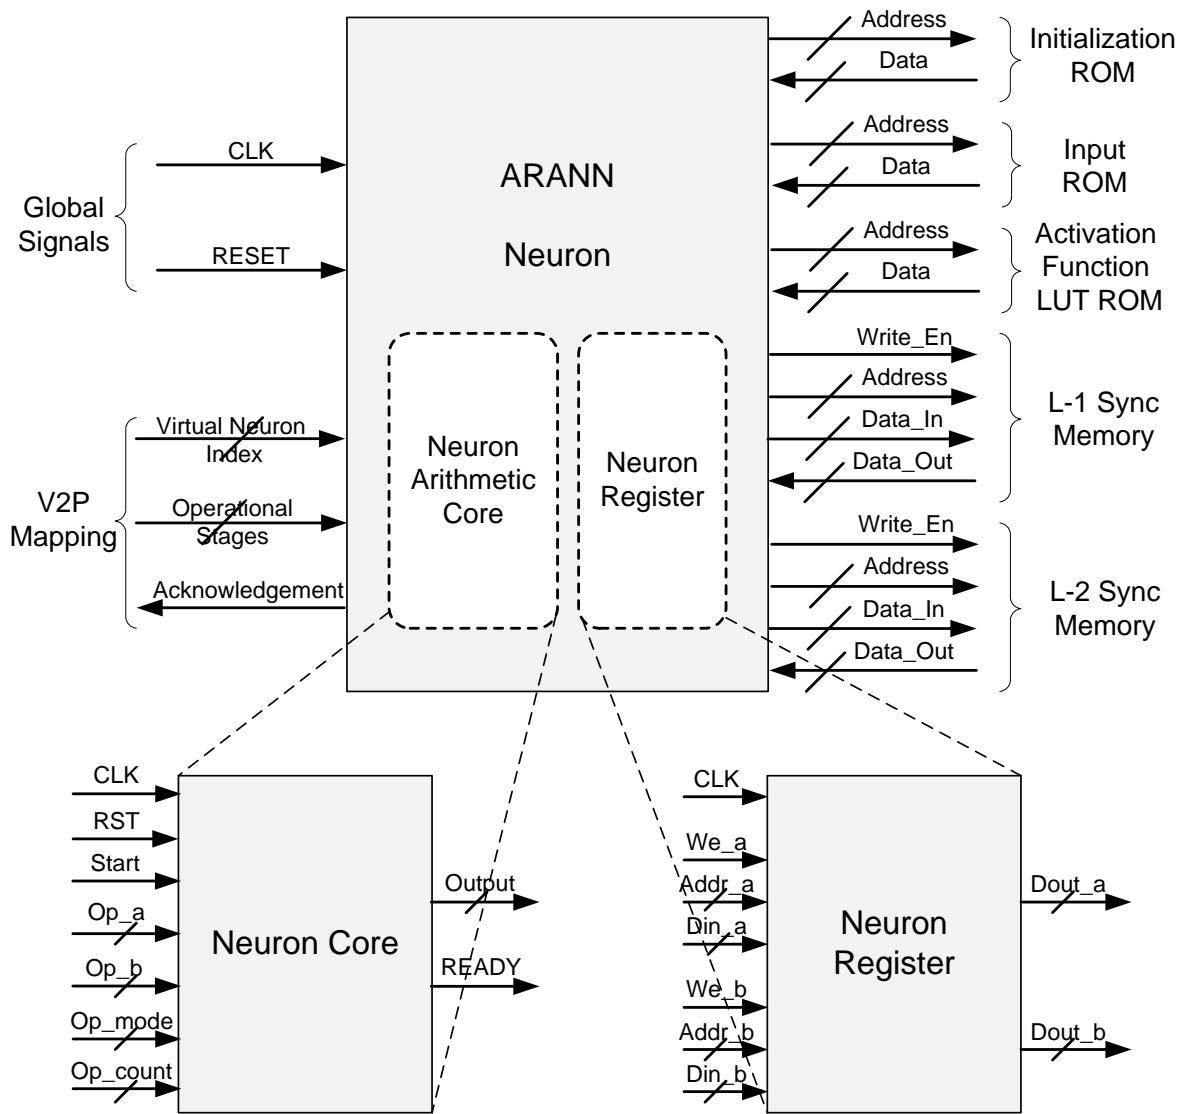 Address
Data
Initialization
ROM
Address
Data
Input
ROM
Address
Data
Activation
Function
LUT ROM
Write_En
Address
Data_In
Data_Out
L-1 Sync
Memory
Write_En
Address
Data_In
Data_Out
L-2 Sync
Memory
Global
Signals
CLK
RESET
V2P
Mapping
Virtual Neuron
Index
Operational
Stages
Acknowledgement
ARANN
Neuron
Neuron
Arithmetic
Core
Neuron
Register
CLK
RST
Start
Op_a
Op_b
Op_mode
Op_count
Neuron Core
Output
READY
CLK
We_a
Addr_a
Din_a
We_b
Addr_b
Din_b
Neuron
Register
Dout_a
Dout_b